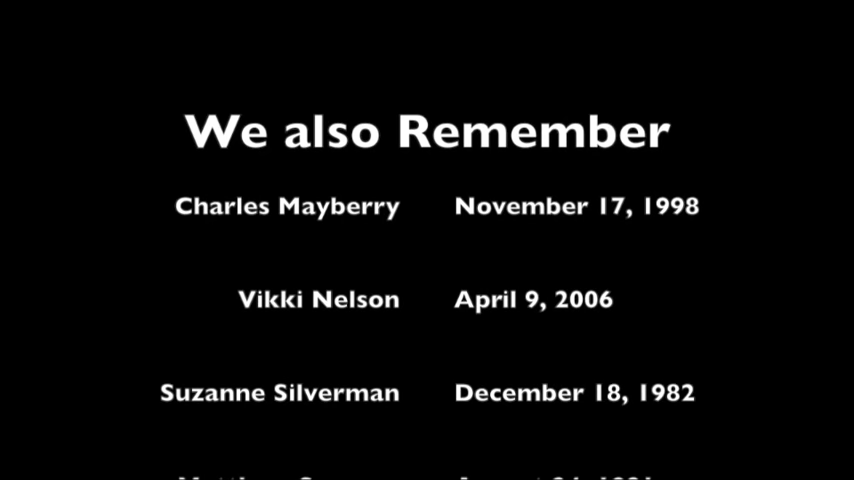 We also Remember
Charles Mayberry November 17, 1998
Vikki Nelson April 9, 2006
Suzanne Silverman December 18, 1982